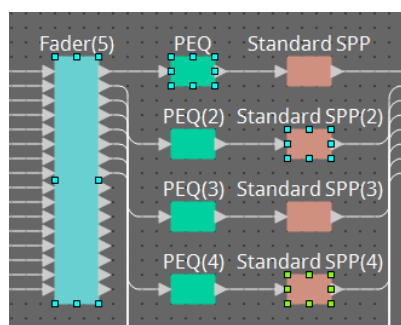 Fader(5) PEQ Standard SPP
PEQ(2) Standard SPP(2)
PEQ(3) Standard SPP(3)
PEQ(4) Standard SPP(4)